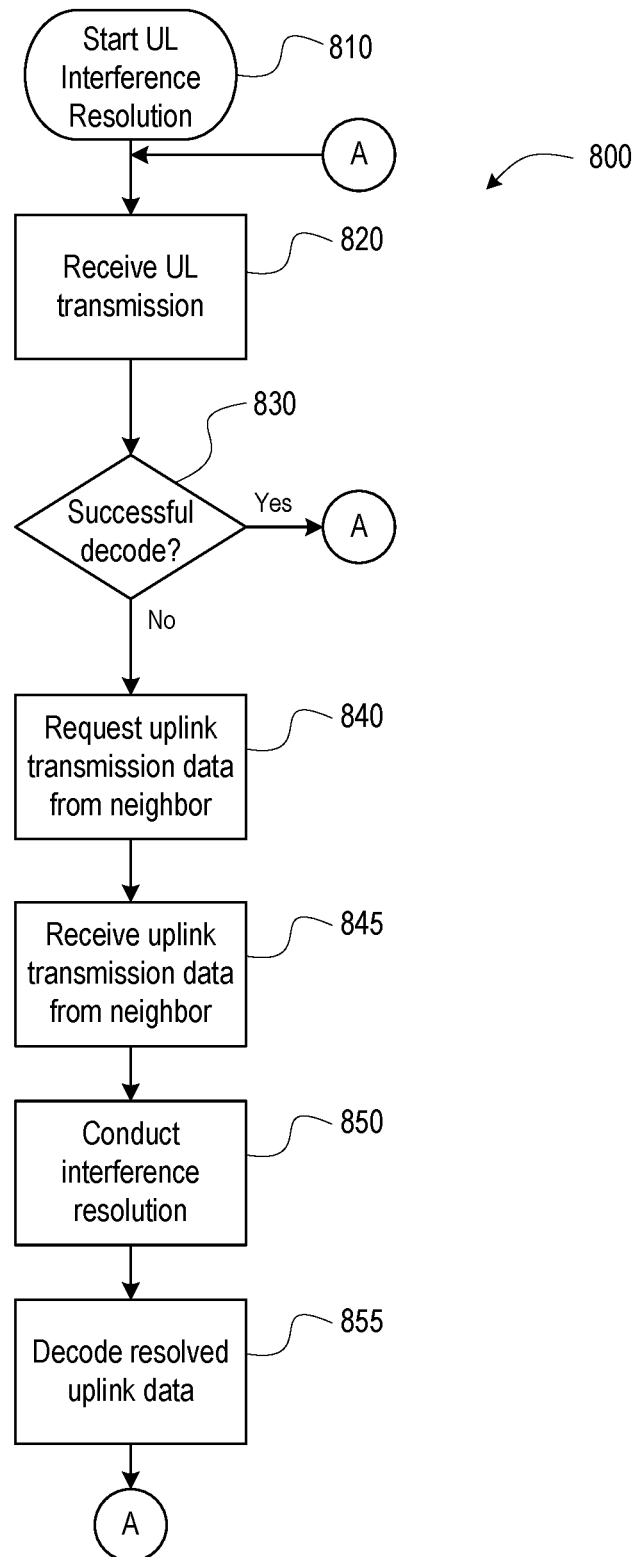 Start UL
Interference
Resolution
810
A
800
Receive UL
transmission
820
830
Successful
decode?
Yes
A
No
Request uplink
transmission data
from neighbor
840
Receive uplink
transmission data
from neighbor
845
Conduct
interference
resolution
850
Decode resolved
uplink data
855
A